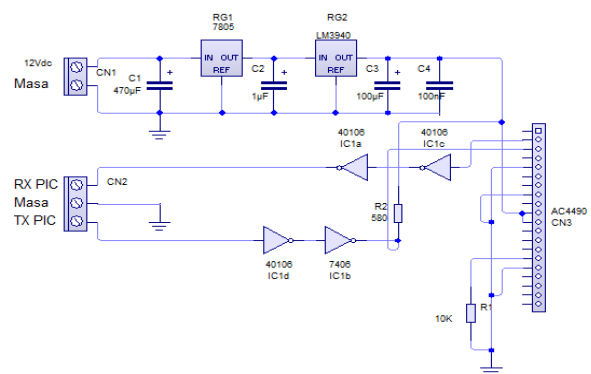 RG1
7805
RG2
LM3940
12Vdc
CN1
Masa
IN OUT
REF
IN OUT
REF
C1
470µF
+
C2
1µF
+
C3
100µF
+
C4
100nF
40106
IC1a
40106
IC1c
RX PIC
CN2
Masa
TX PIC
R2
580
AC4490
CN3
40106
IC1d
7406
IC1b
10K
R1